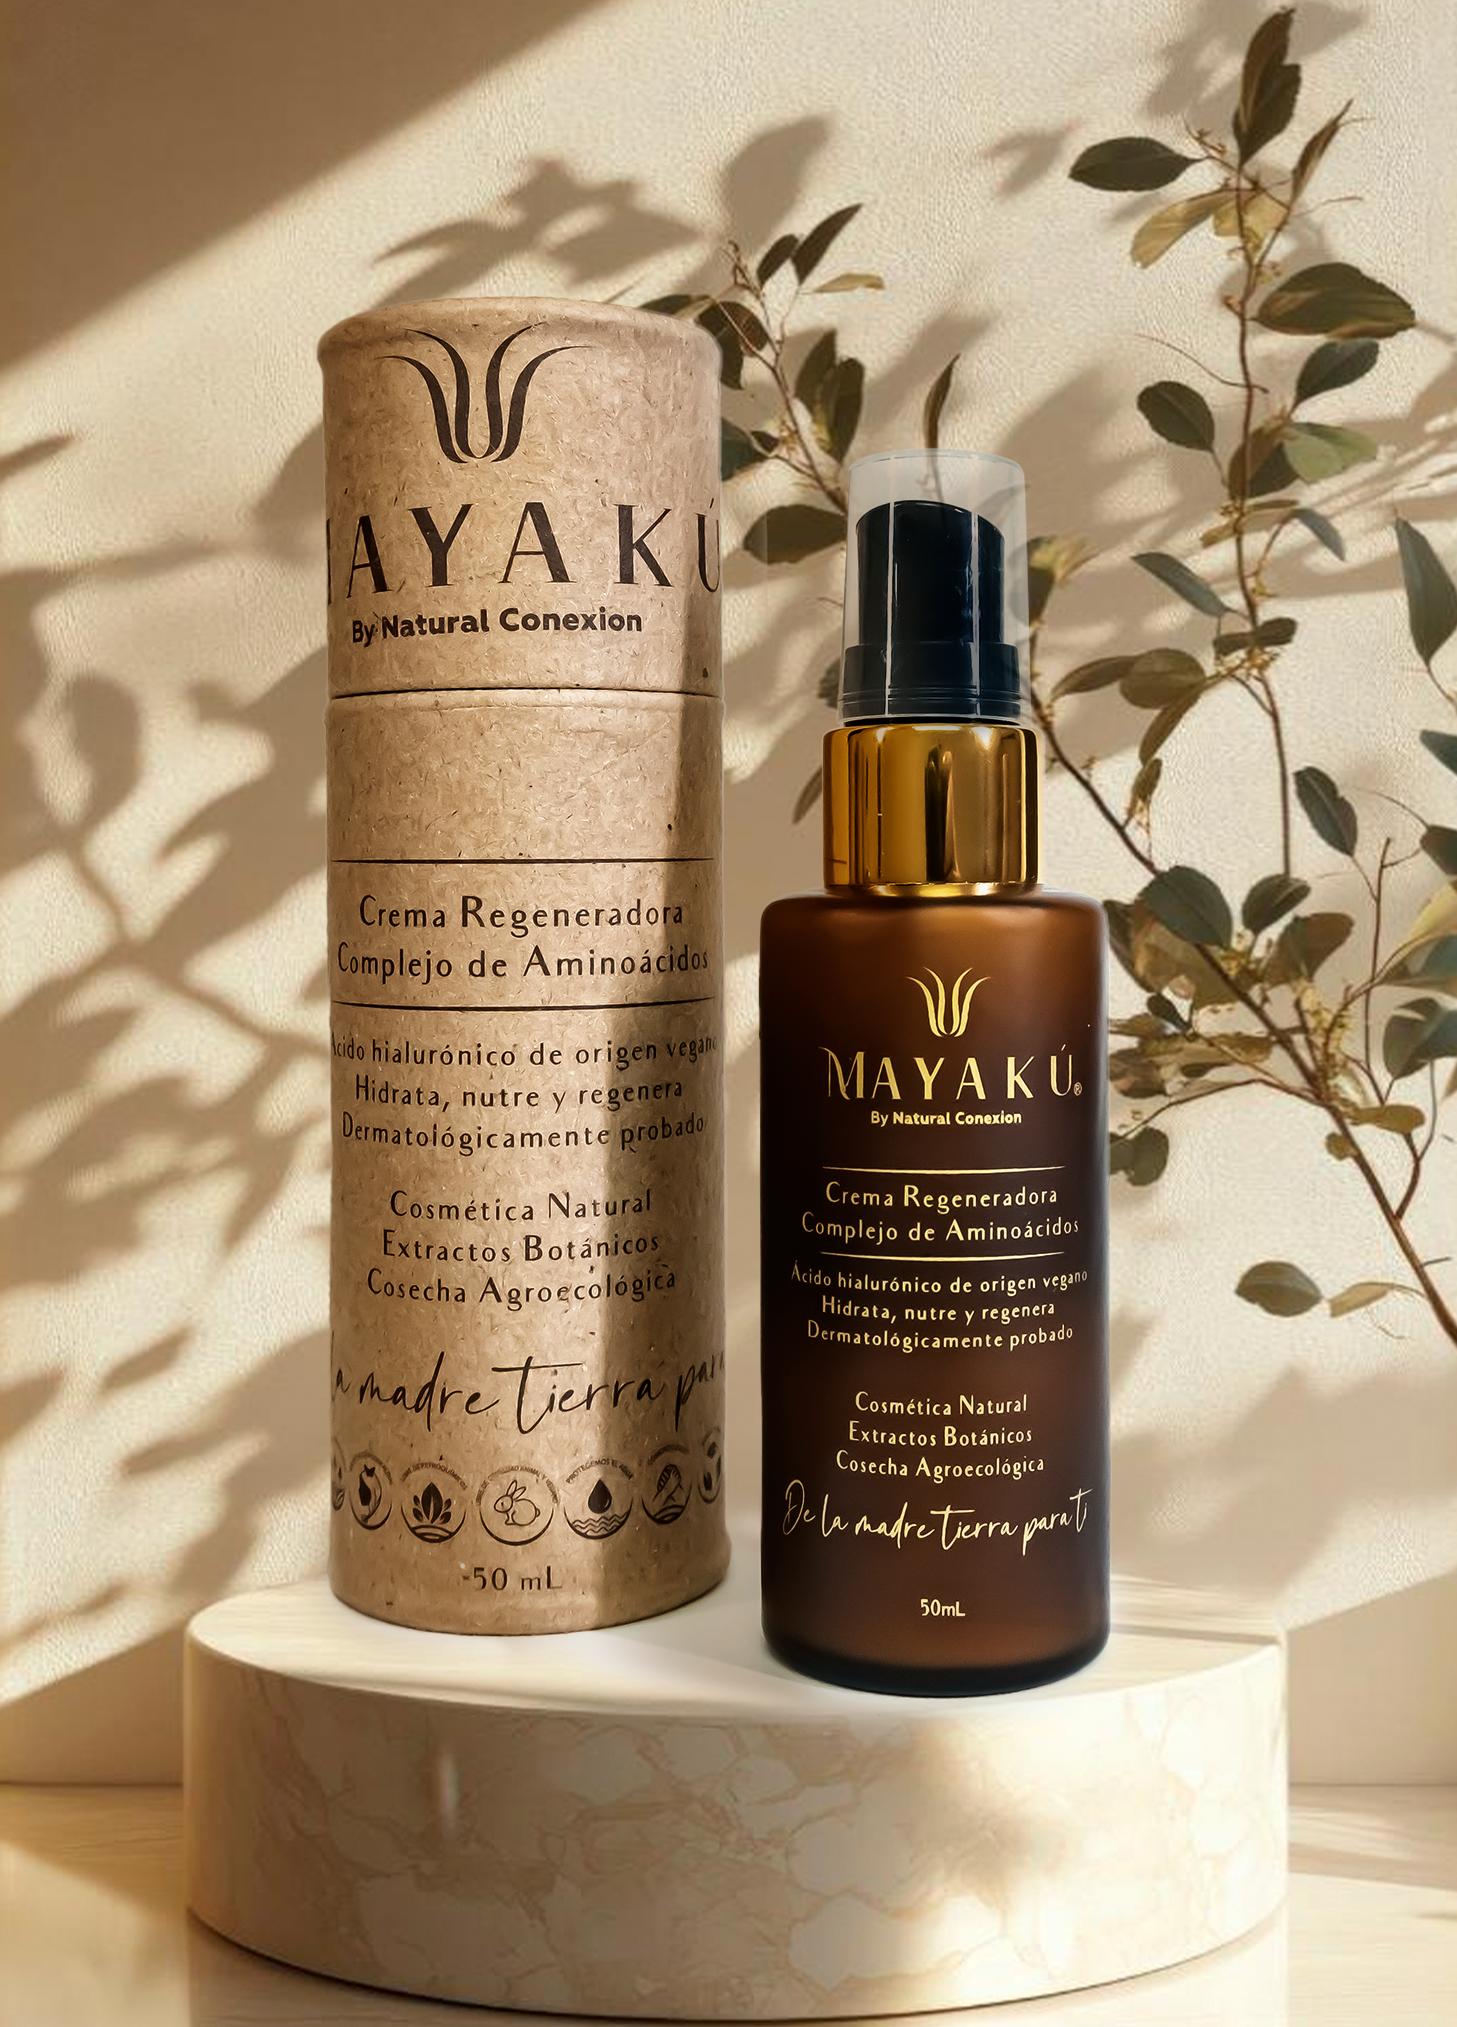 MAYAKÚ
By Natural Conexion
Crema Regeneradora
Complejo de Aminoácidos
Ácido hialurónico de origen vegano
Hidrata, nutre y regenera
Dermatológicamente probado
Cosmética Natural
Extractos Botánicos
Cosecha Agroecológica
la madre tierra para
PROTEGEMOS EL AGUA
50 mL
MAYAKÚ®
By Natural Conexion
Crema Regeneradora
Complejo de Aminoácidos
Ácido hialurónico de origen vegano
Hidrata, nutre y regenera
Dermatológicamente probado
Cosmética Natural
Extractos Botánicos
Cosecha Agroecológica
De la madre tierra para ti
50mL